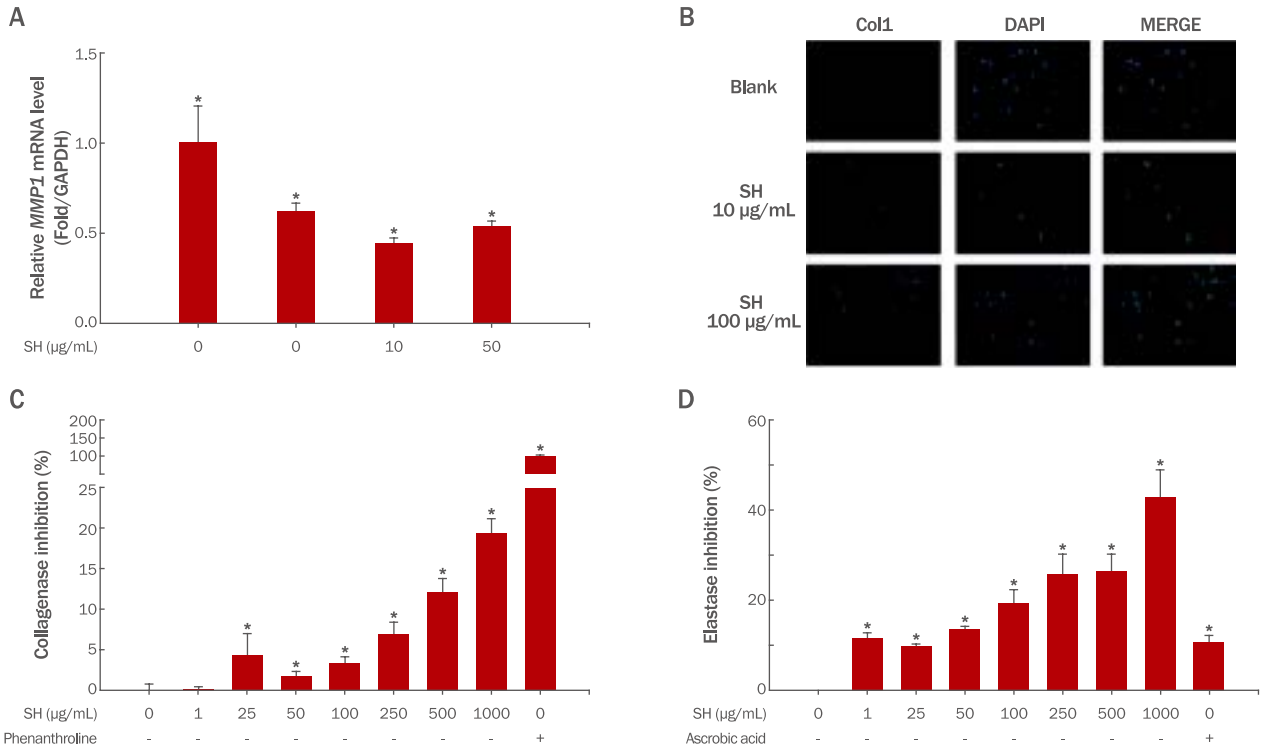 A
Relative MMP1 mRNA level
(Fold/GAPDH)
1.5
1.0
0.5
0.0
*
*
*
*
SH (µg/mL)
0
0
10
50
B
Col1
DAPI
MERGE
Blank
SH
10 µg/mL
SH
100 µg/mL
C
Collagenase inhibition (%)
200
150
100
50
25
20
15
10
5
0
*
*
*
*
*
*
*
SH (µg/mL) 0 1 25 50 100 250 500 1000 0
Phenanthroline - - - - - - - - +
D
Elastase inhibition (%)
60
40
20
0
*
*
*
*
*
*
*
*
SH (µg/mL) 0 1 25 50 100 250 500 1000 0
Ascrobic acid - - - - - - - - +